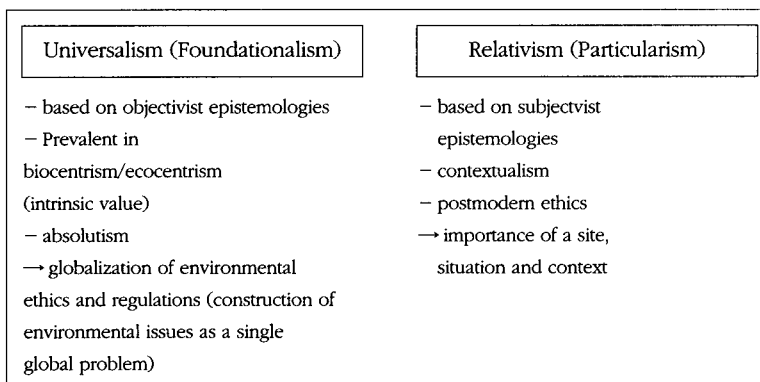 Universalism (Foundationalism)
– based on objectivist epistemologies
– Prevalent in
biocentrism/ecocentrism
(intrinsic value)
– absolutism
→ globalization of environmental
ethics and regulations (construction of
environmental issues as a single
global problem)
Relativism (Particularism)
– based on subjectvist
epistemologies
– contextualism
– postmodern ethics
→ importance of a site,
situation and context